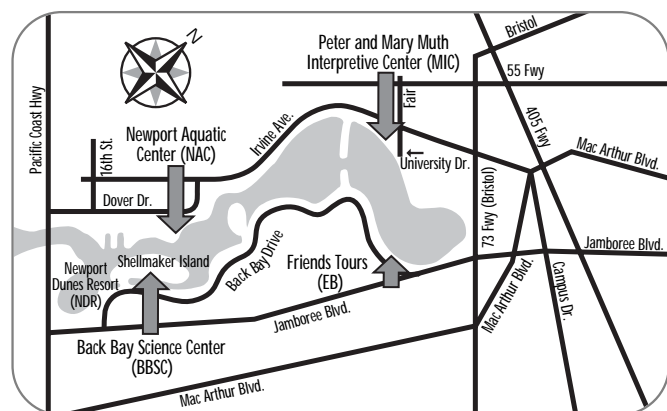 N
Peter and Mary Muth
Interpretive Center (MIC)
Bristol
55 Fwy
Pacific Coast Hwy
16th St.
Newport Aquatic
Center (NAC)
Irvine Ave.
Fair
405 Fwy
Mac Arthur Blvd.
University Dr.
Dover Dr.
73 Fwy (Bristol)
Shellmaker Island
Back Bay Drive
Friends Tours
(EB)
Jamboree Blvd.
Newport
Dunes Resort
(NDR)
Mac Arthur Blvd.
Campus Dr.
Jamboree Blvd.
Back Bay Science Center
(BBSC)
Mac Arthur Blvd.